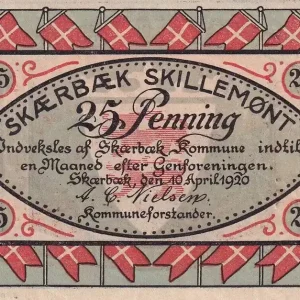 SKÆRBÆK SKILLEMØNT
25 Penning
Indveksles af Skærbæk Kommune indtil
en Maaned efter Genforeningen.
Skærbæk, den 10 April 1920
A. C. Nielsen,
Kommuneforstander.